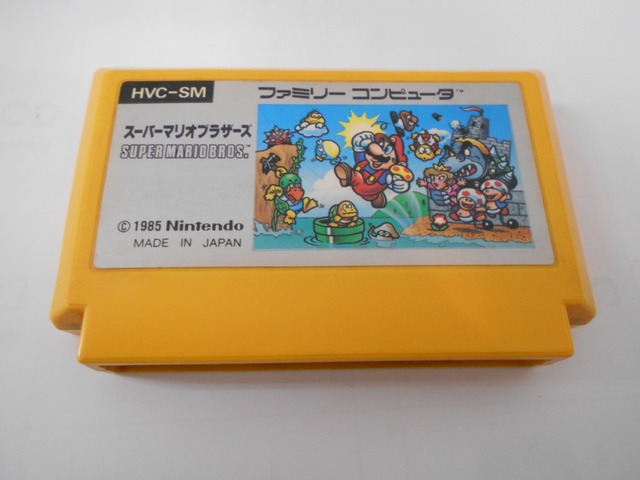 HVC-SM
ファミリー コンピュータ™
スーパーマリオブラザーズ
SUPER MARIO BROS.™
© 1985 Nintendo
MADE IN JAPAN